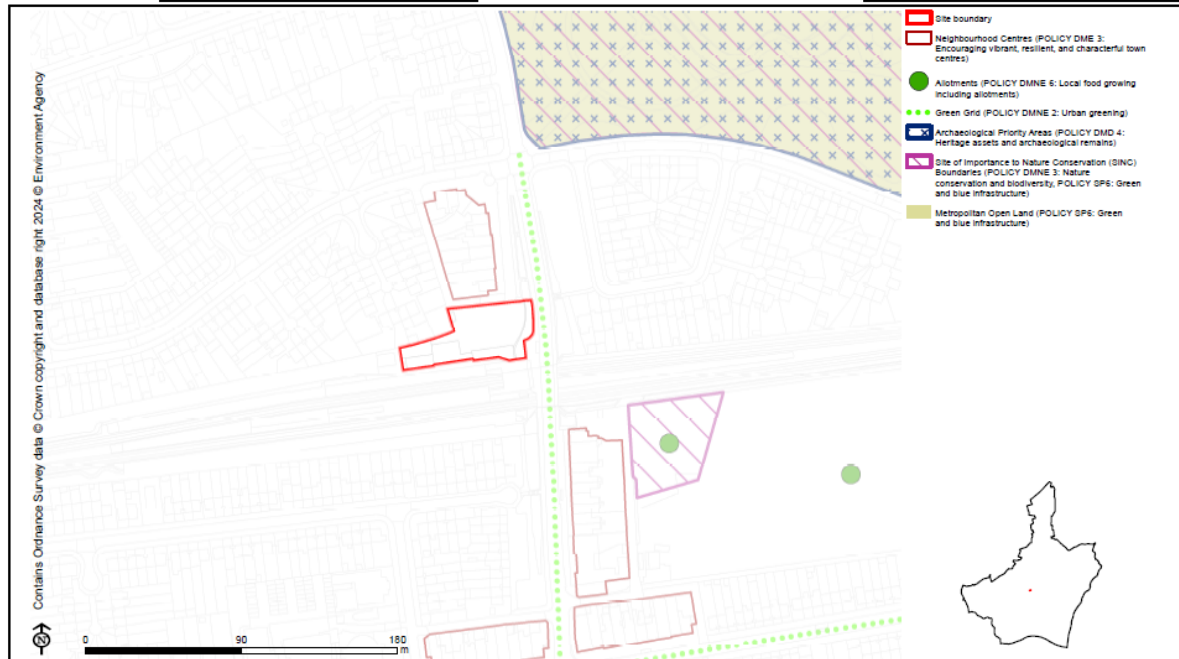 Contains Ordnance Survey data © Crown copyright and database right 2024 © Environment Agency
N
0
90
180
m
Site boundary
Neighbourhood Centres (POLICY DME 3:
Encouraging vibrant, resilient, and characterful town
centres)
Allotments (POLICY DMNE 6: Local food growing
including allotments)
Green Grid (POLICY DMNE 2: Urban greening)
Archaeological Priority Areas (POLICY DMD 4:
Heritage assets and archaeological remains)
Site of Importance to Nature Conservation (SINC)
Boundaries (POLICY DMNE 3: Nature
conservation and biodiversity, POLICY SP6: Green
and blue infrastructure)
Metropolitan Open Land (POLICY SP6: Green
and blue infrastructure)